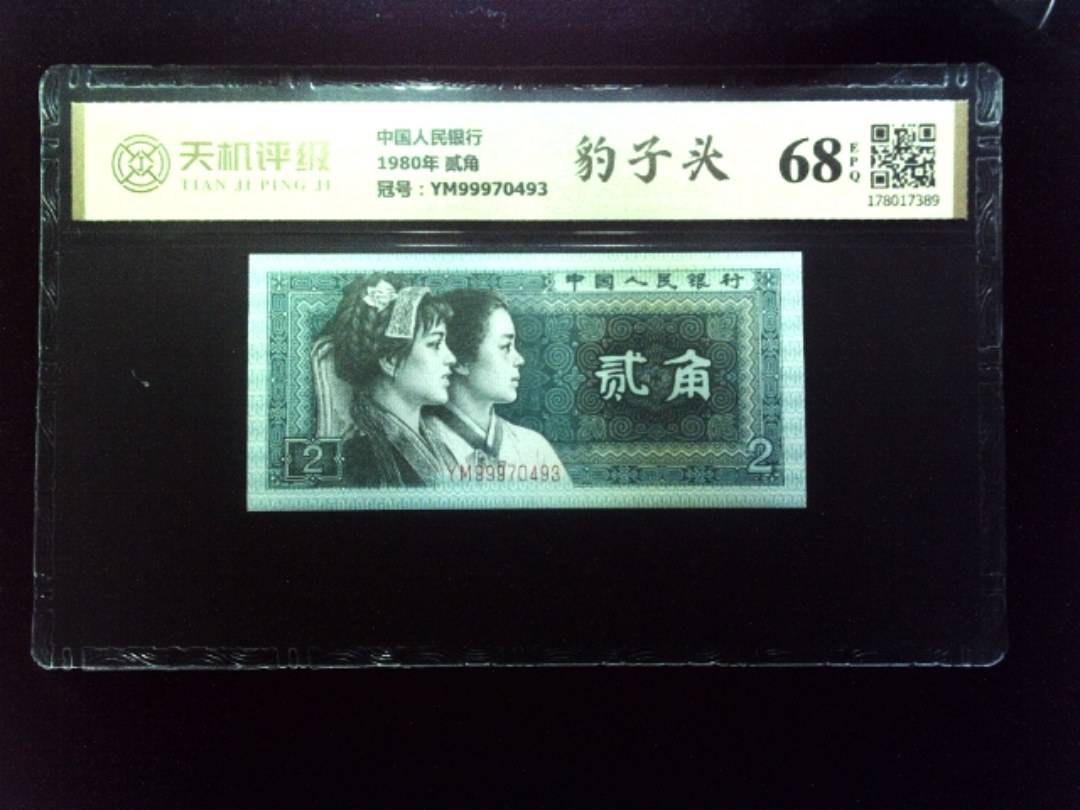 天机评级
TIAN JI PING JI
中国人民银行
1980年 贰角
冠号：YM99970493
豹子头
68
EPQ
178017389
中国人民银行
贰角
2
2
YM99970493